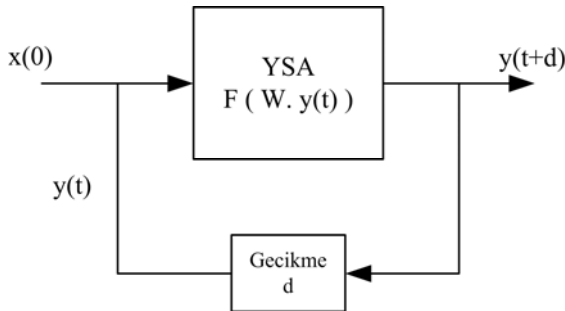 x(0)
YSA
F ( W. y(t) )
y(t+d)
y(t)
Gecikme
d